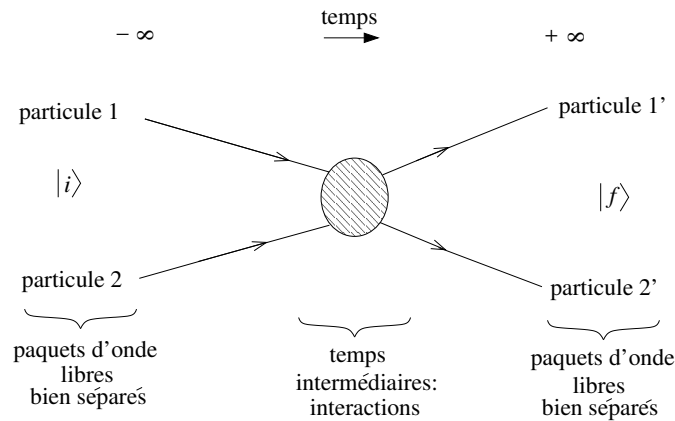 temps
− ∞
+ ∞
particule 1
particule 1'
|i⟩
|f⟩
particule 2
particule 2'
paquets d'onde
libres
bien séparés
temps
intermédiaires:
interactions
paquets d'onde
libres
bien séparés